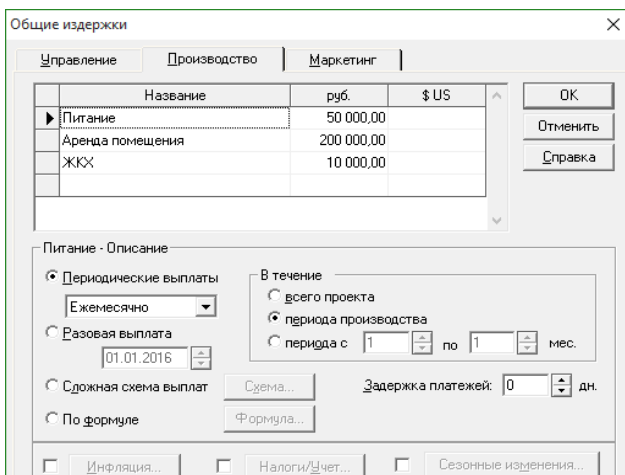 Общие издержки
Управление Производство Маркетинг
Название руб. $ US
Питание 50 000,00
Аренда помещения 200 000,00
ЖКХ 10 000,00
OK
Отменить
Справка
Питание - Описание
Периодические выплаты
Ежемесячно
Разовая выплата
01.01.2016
Сложная схема выплат Схема...
По формуле Формула...
В течение
всего проекта
периода производства
периода с 1 по 1 мес.
Задержка платежей: 0 дн.
Инфляция... Налоги/Учет... Сезонные изменения...